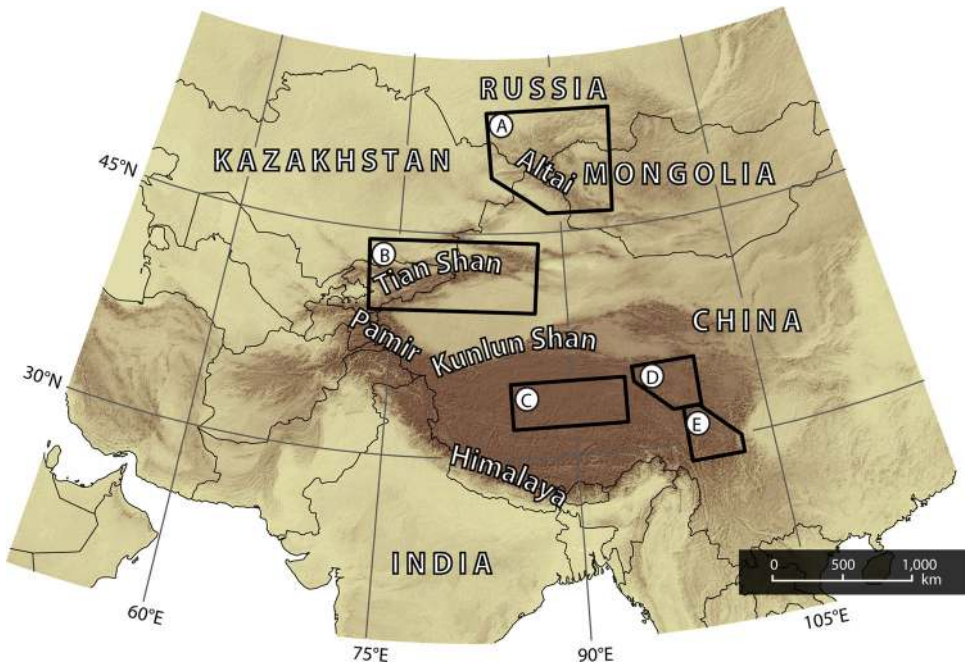 RUSSIA
A
45°N
KAZAKHSTAN
Altai
MONGOLIA
B
Tian Shan
CHINA
Pamir
Kunlun Shan
30°N
D
C
E
Himalaya
INDIA
0 500 1,000
km
60°E
105°E
75°E
90°E